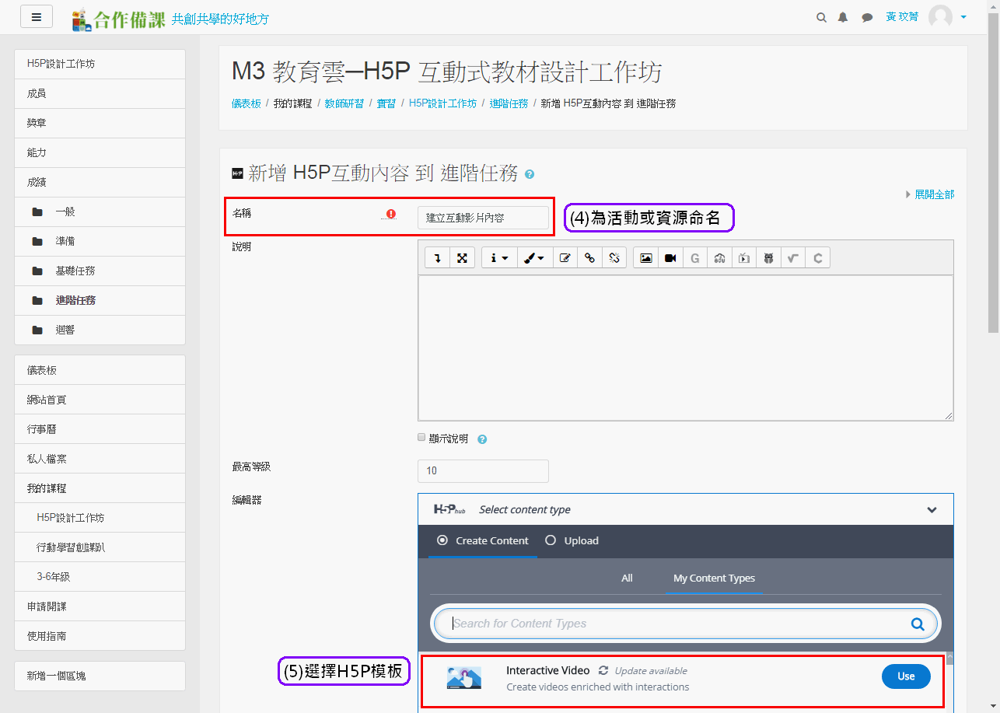 合作備課 共創共學的好地方
黃 玟菁
H5P設計工作坊
成員
獎章
能力
成績
一般
準備
基礎任務
進階任務
迴響
儀表板
網站首頁
行事曆
私人檔案
我的課程
H5P設計工作坊
行動學習創課趴
3-6年級
申請開課
使用指南
新增一個區塊
M3 教育雲—H5P 互動式教材設計工作坊
儀表板 / 我的課程 / 教師研習 / 實習 / H5P設計工作坊 / 進階任務 / 新增 H5P互動內容 到 進階任務
H-P 新增 H5P互動內容 到 進階任務 ?
展開全部
名稱 ! 建立互動影片內容 (4)為活動或資源命名
說明
i G C
顯示說明 ?
最高等級 10
編輯器
H5P hub Select content type
Create Content Upload
All My Content Types
Search for Content Types
(5)選擇H5P模板
Interactive Video Update available
Create videos enriched with interactions
Use